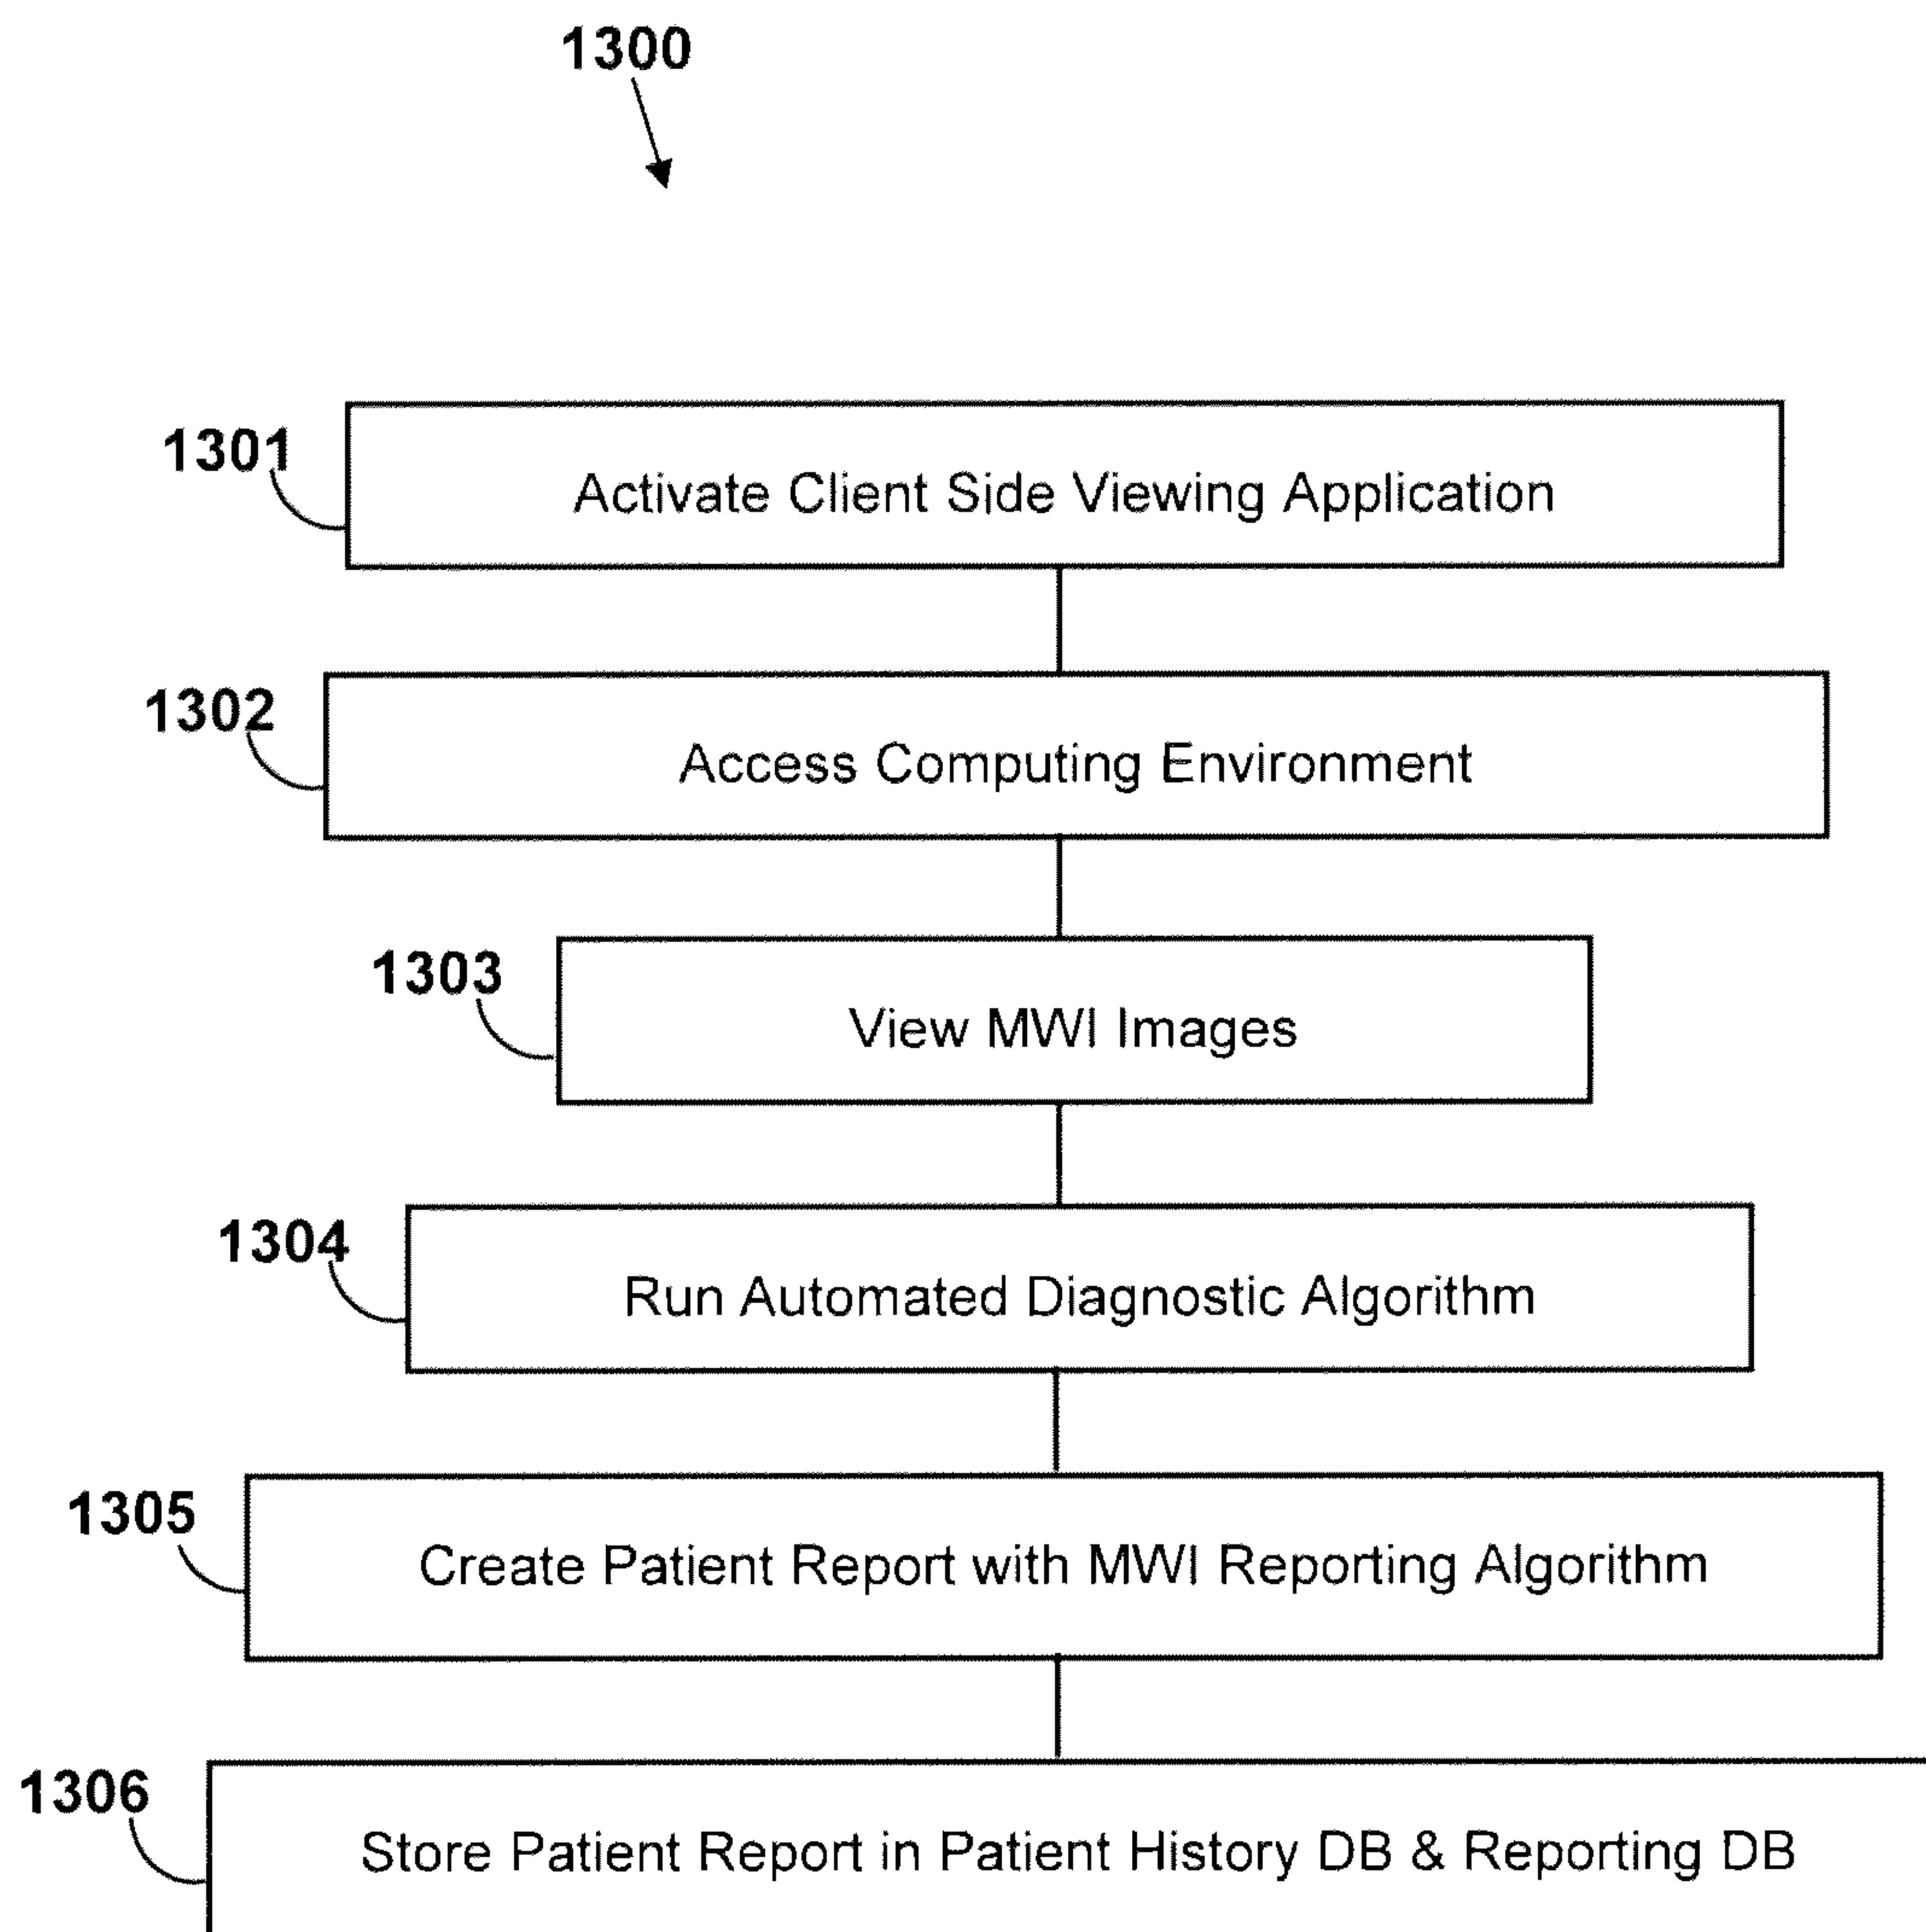 1300
1301
Activate Client Side Viewing Application
1302
Access Computing Environment
1303
View MWI Images
1304
Run Automated Diagnostic Algorithm
1305
Create Patient Report with MWI Reporting Algorithm
1306
Store Patient Report in Patient History DB & Reporting DB